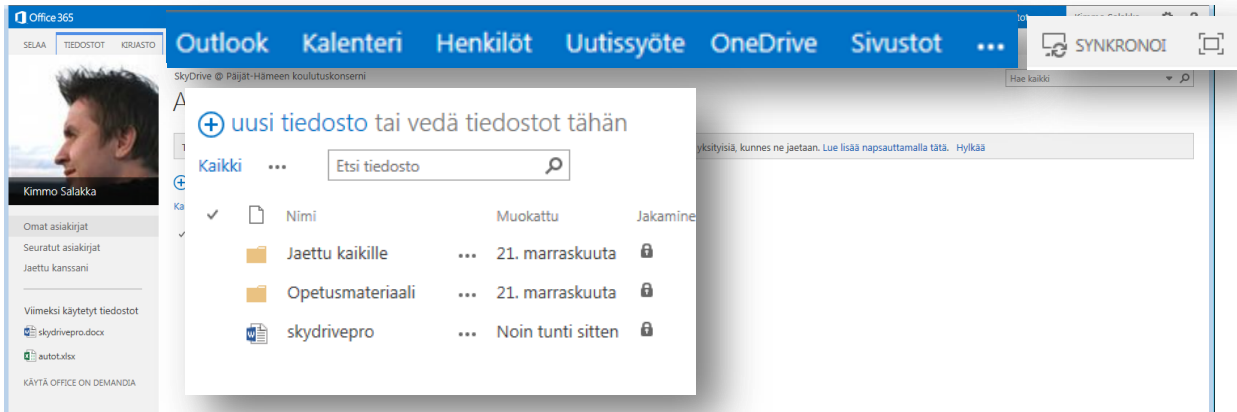 Office 365
SELAA TIEDOSTOT KIRJASTO
Outlook Kalenteri Henkilöt Uutissyöte OneDrive Sivustot ...
SYNKRONOI
SkyDrive @ Päijät-Hämeen koulutuskonserni
Hae kaikki
yksityisiä, kunnes ne jaetaan. Lue lisää napsauttamalla tätä. Hylkää
uusi tiedosto tai vedä tiedostot tähän
Kaikki ... Etsi tiedosto
Nimi Muokattu Jakamine
Jaettu kaikille ... 21. marraskuuta
Opetusmateriaali ... 21. marraskuuta
skydrivepro ... Noin tunti sitten
Kimmo Salakka
Omat asiakirjat
Seuratut asiakirjat
Jaettu kanssani
Viimeksi käytetyt tiedostot
skydrivepro.docx
autot.xlsx
KÄYTÄ OFFICE ON DEMANDIA